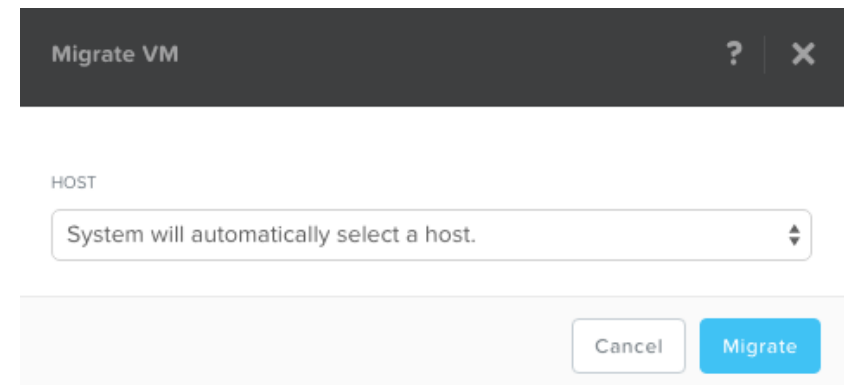 Migrate VM ?
HOST
System will automatically select a host.
Cancel Migrate